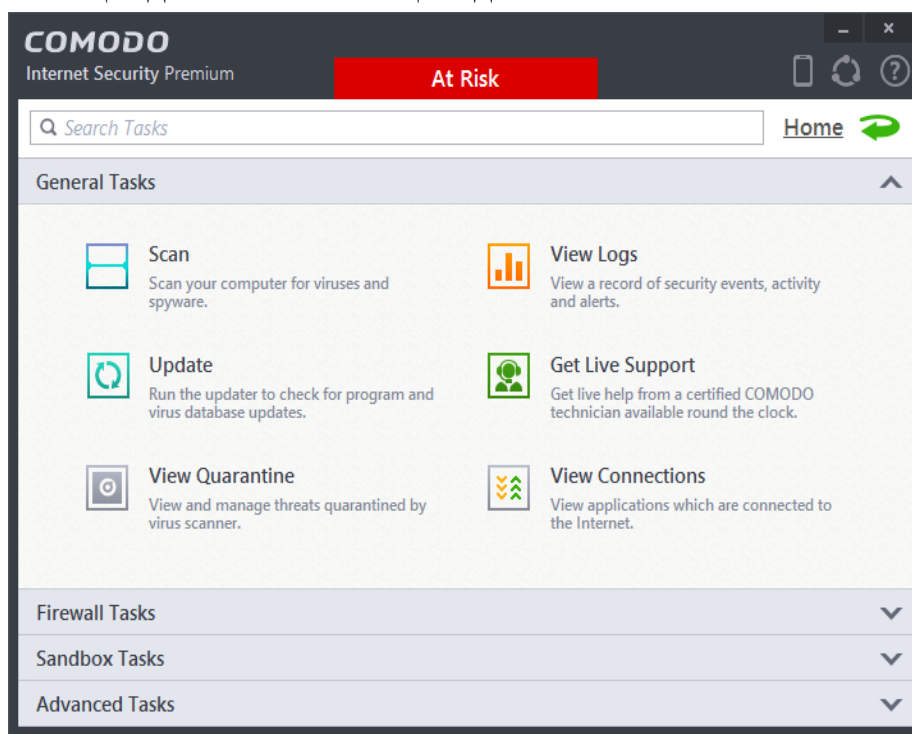 COMODO
Internet Security Premium
At Risk
Search Tasks
Home
General Tasks
Scan
Scan your computer for viruses and
spyware.
View Logs
View a record of security events, activity
and alerts.
Update
Run the updater to check for program and
virus database updates.
Get Live Support
Get live help from a certified COMODO
technician available round the clock.
View Quarantine
View and manage threats quarantined by
virus scanner.
View Connections
View applications which are connected to
the Internet.
Firewall Tasks
Sandbox Tasks
Advanced Tasks